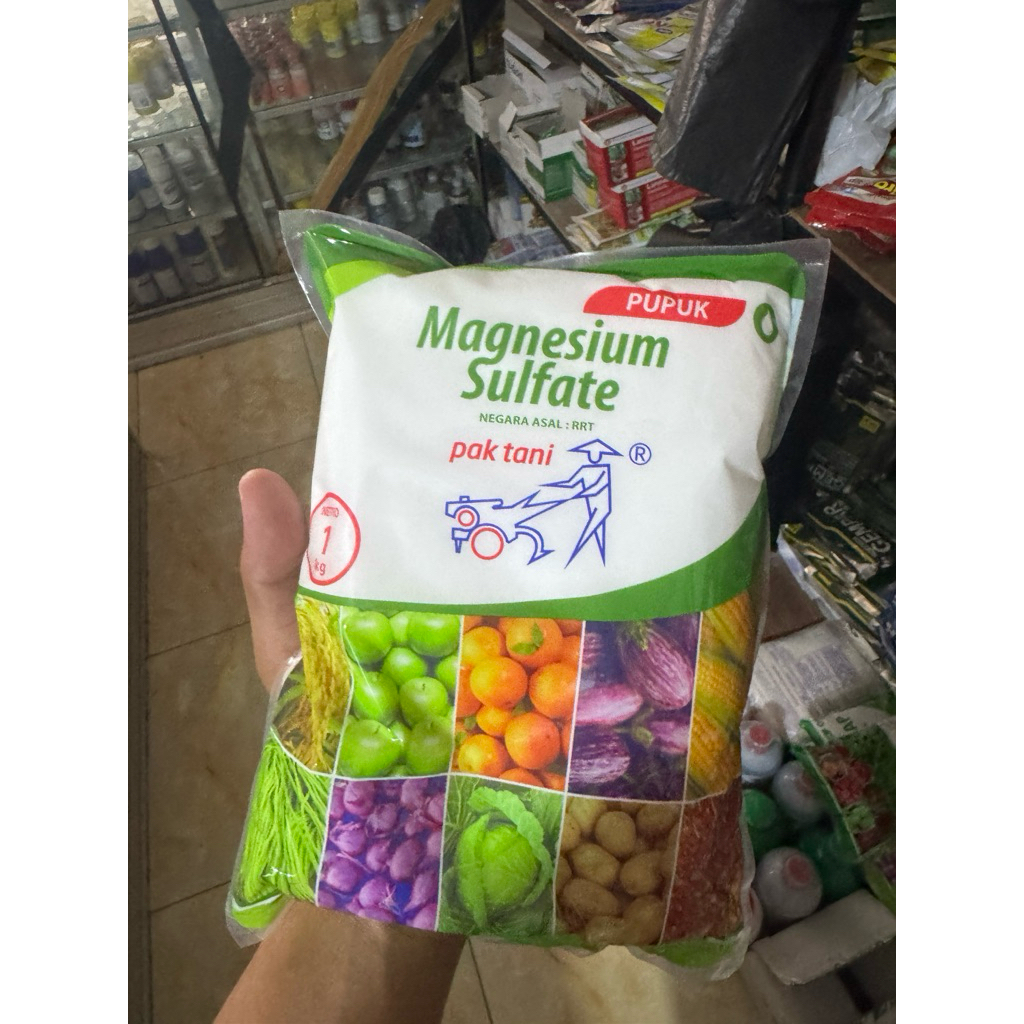 PUPUK
Magnesium
Sulfate
NEGARA ASAL : RRT
pak tani ®
NETTO
1
kg